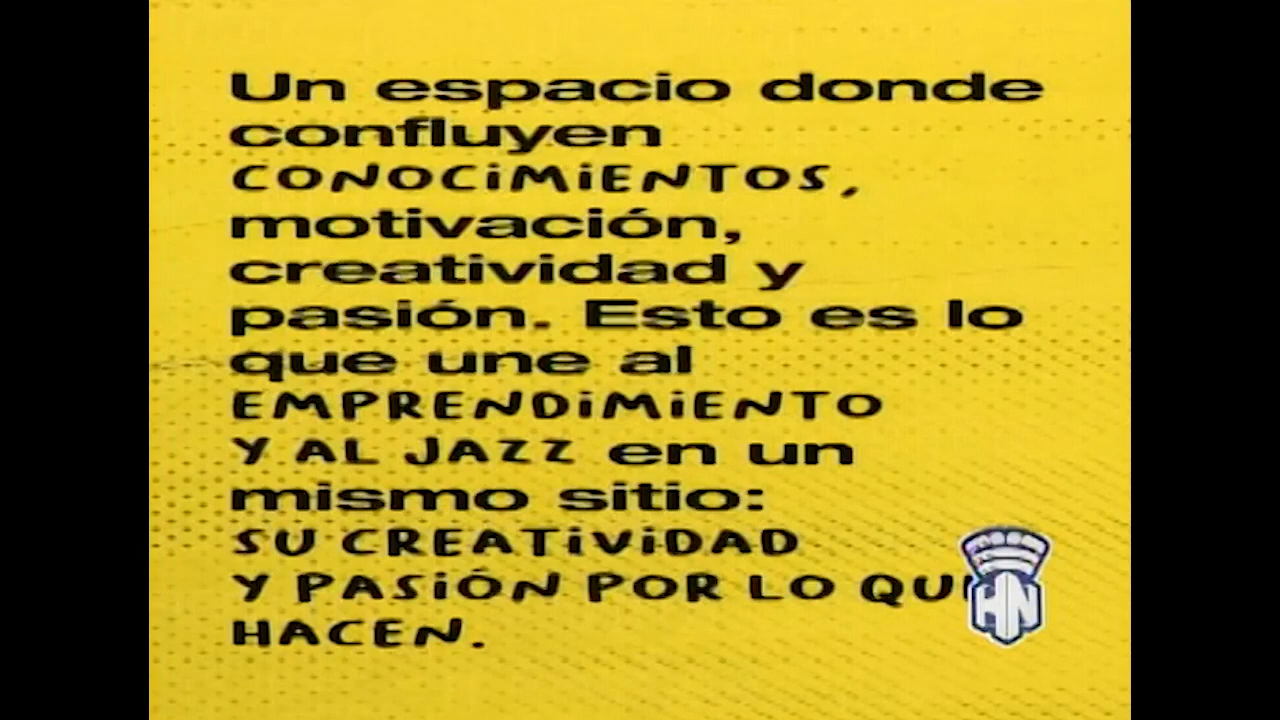 Un espacio donde
confluyen
CONOCiMiENTOS,
motivación,
creatividad y
pasión. Esto es lo
que une al
EMPRENDiMiENTO
Y AL JAZZ en un
mismo sitio:
SU CREATiViDAD
Y PASiÓN POR LO QU
HACEN.
HN